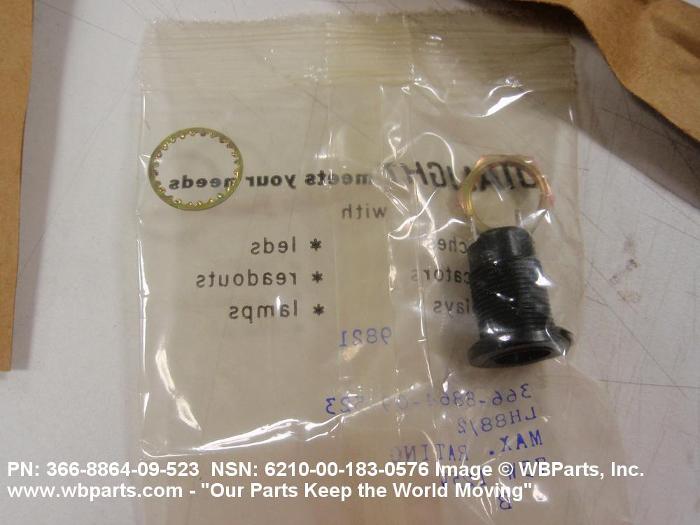 DIALIGHT meets your needs
with
* leds
* readouts
* lamps
9821
366-8864-09-523
LH88/2
MAX. RATING
B
PN: 366-8864-09-523 NSN: 6210-00-183-0576 Image © WBParts, Inc.
www.wbparts.com - "Our Parts Keep the World Moving"